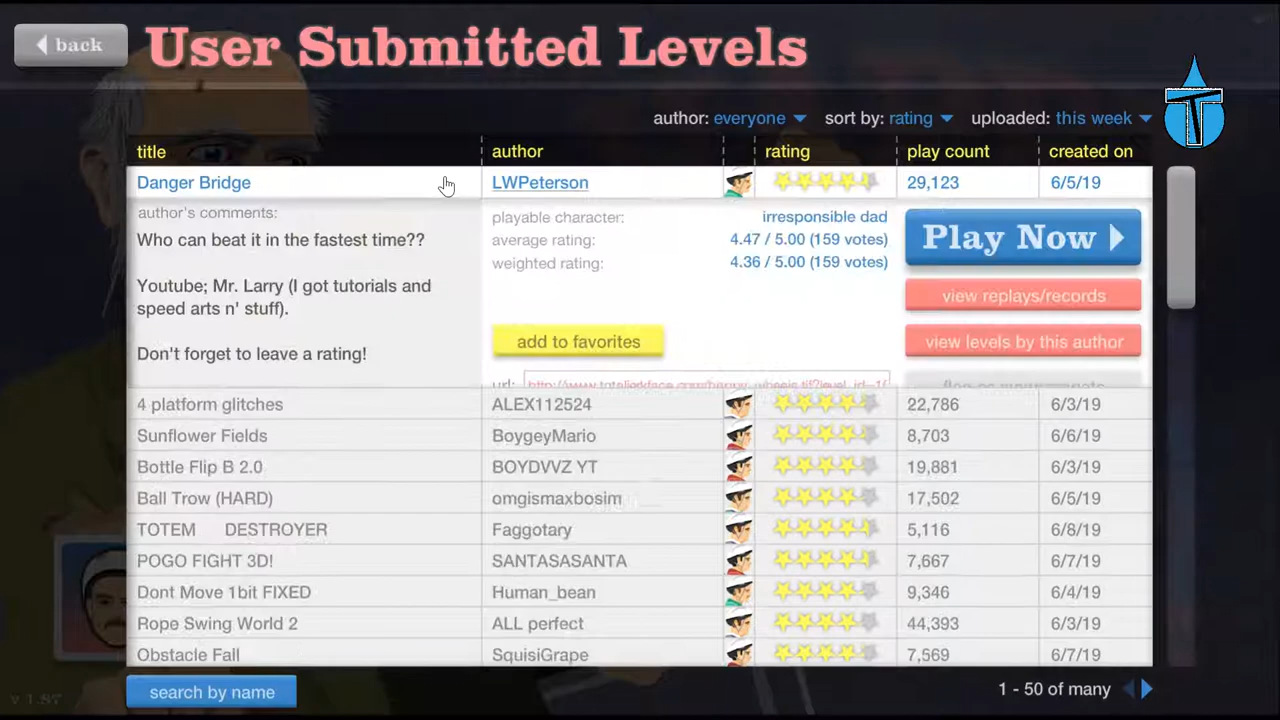 back
User Submitted Levels
author: everyone sort by: rating uploaded: this week
title author rating play count created on
Danger Bridge LWPeterson 29,123 6/5/19
author's comments:
Who can beat it in the fastest time??
Youtube; Mr. Larry (I got tutorials and
speed arts n' stuff).
Don't forget to leave a rating!
playable character: irresponsible dad
average rating: 4.47 / 5.00 (159 votes)
weighted rating: 4.36 / 5.00 (159 votes)
add to favorites
url:
Play Now
view replays/records
view levels by this author
4 platform glitches ALEX112524 22,786 6/3/19
Sunflower Fields BoygeyMario 8,703 6/6/19
Bottle Flip B 2.0 BOYDVVZ YT 19,881 6/3/19
Ball Trow (HARD) omgismaxbosim 17,502 6/5/19
TOTEM DESTROYER Faggotary 5,116 6/8/19
POGO FIGHT 3D! SANTASASANTA 7,667 6/7/19
Dont Move 1bit FIXED Human_bean 9,346 6/4/19
Rope Swing World 2 ALL perfect 44,393 6/3/19
Obstacle Fall SquisiGrape 7,569 6/7/19
search by name
1 - 50 of many
v 1.87
T